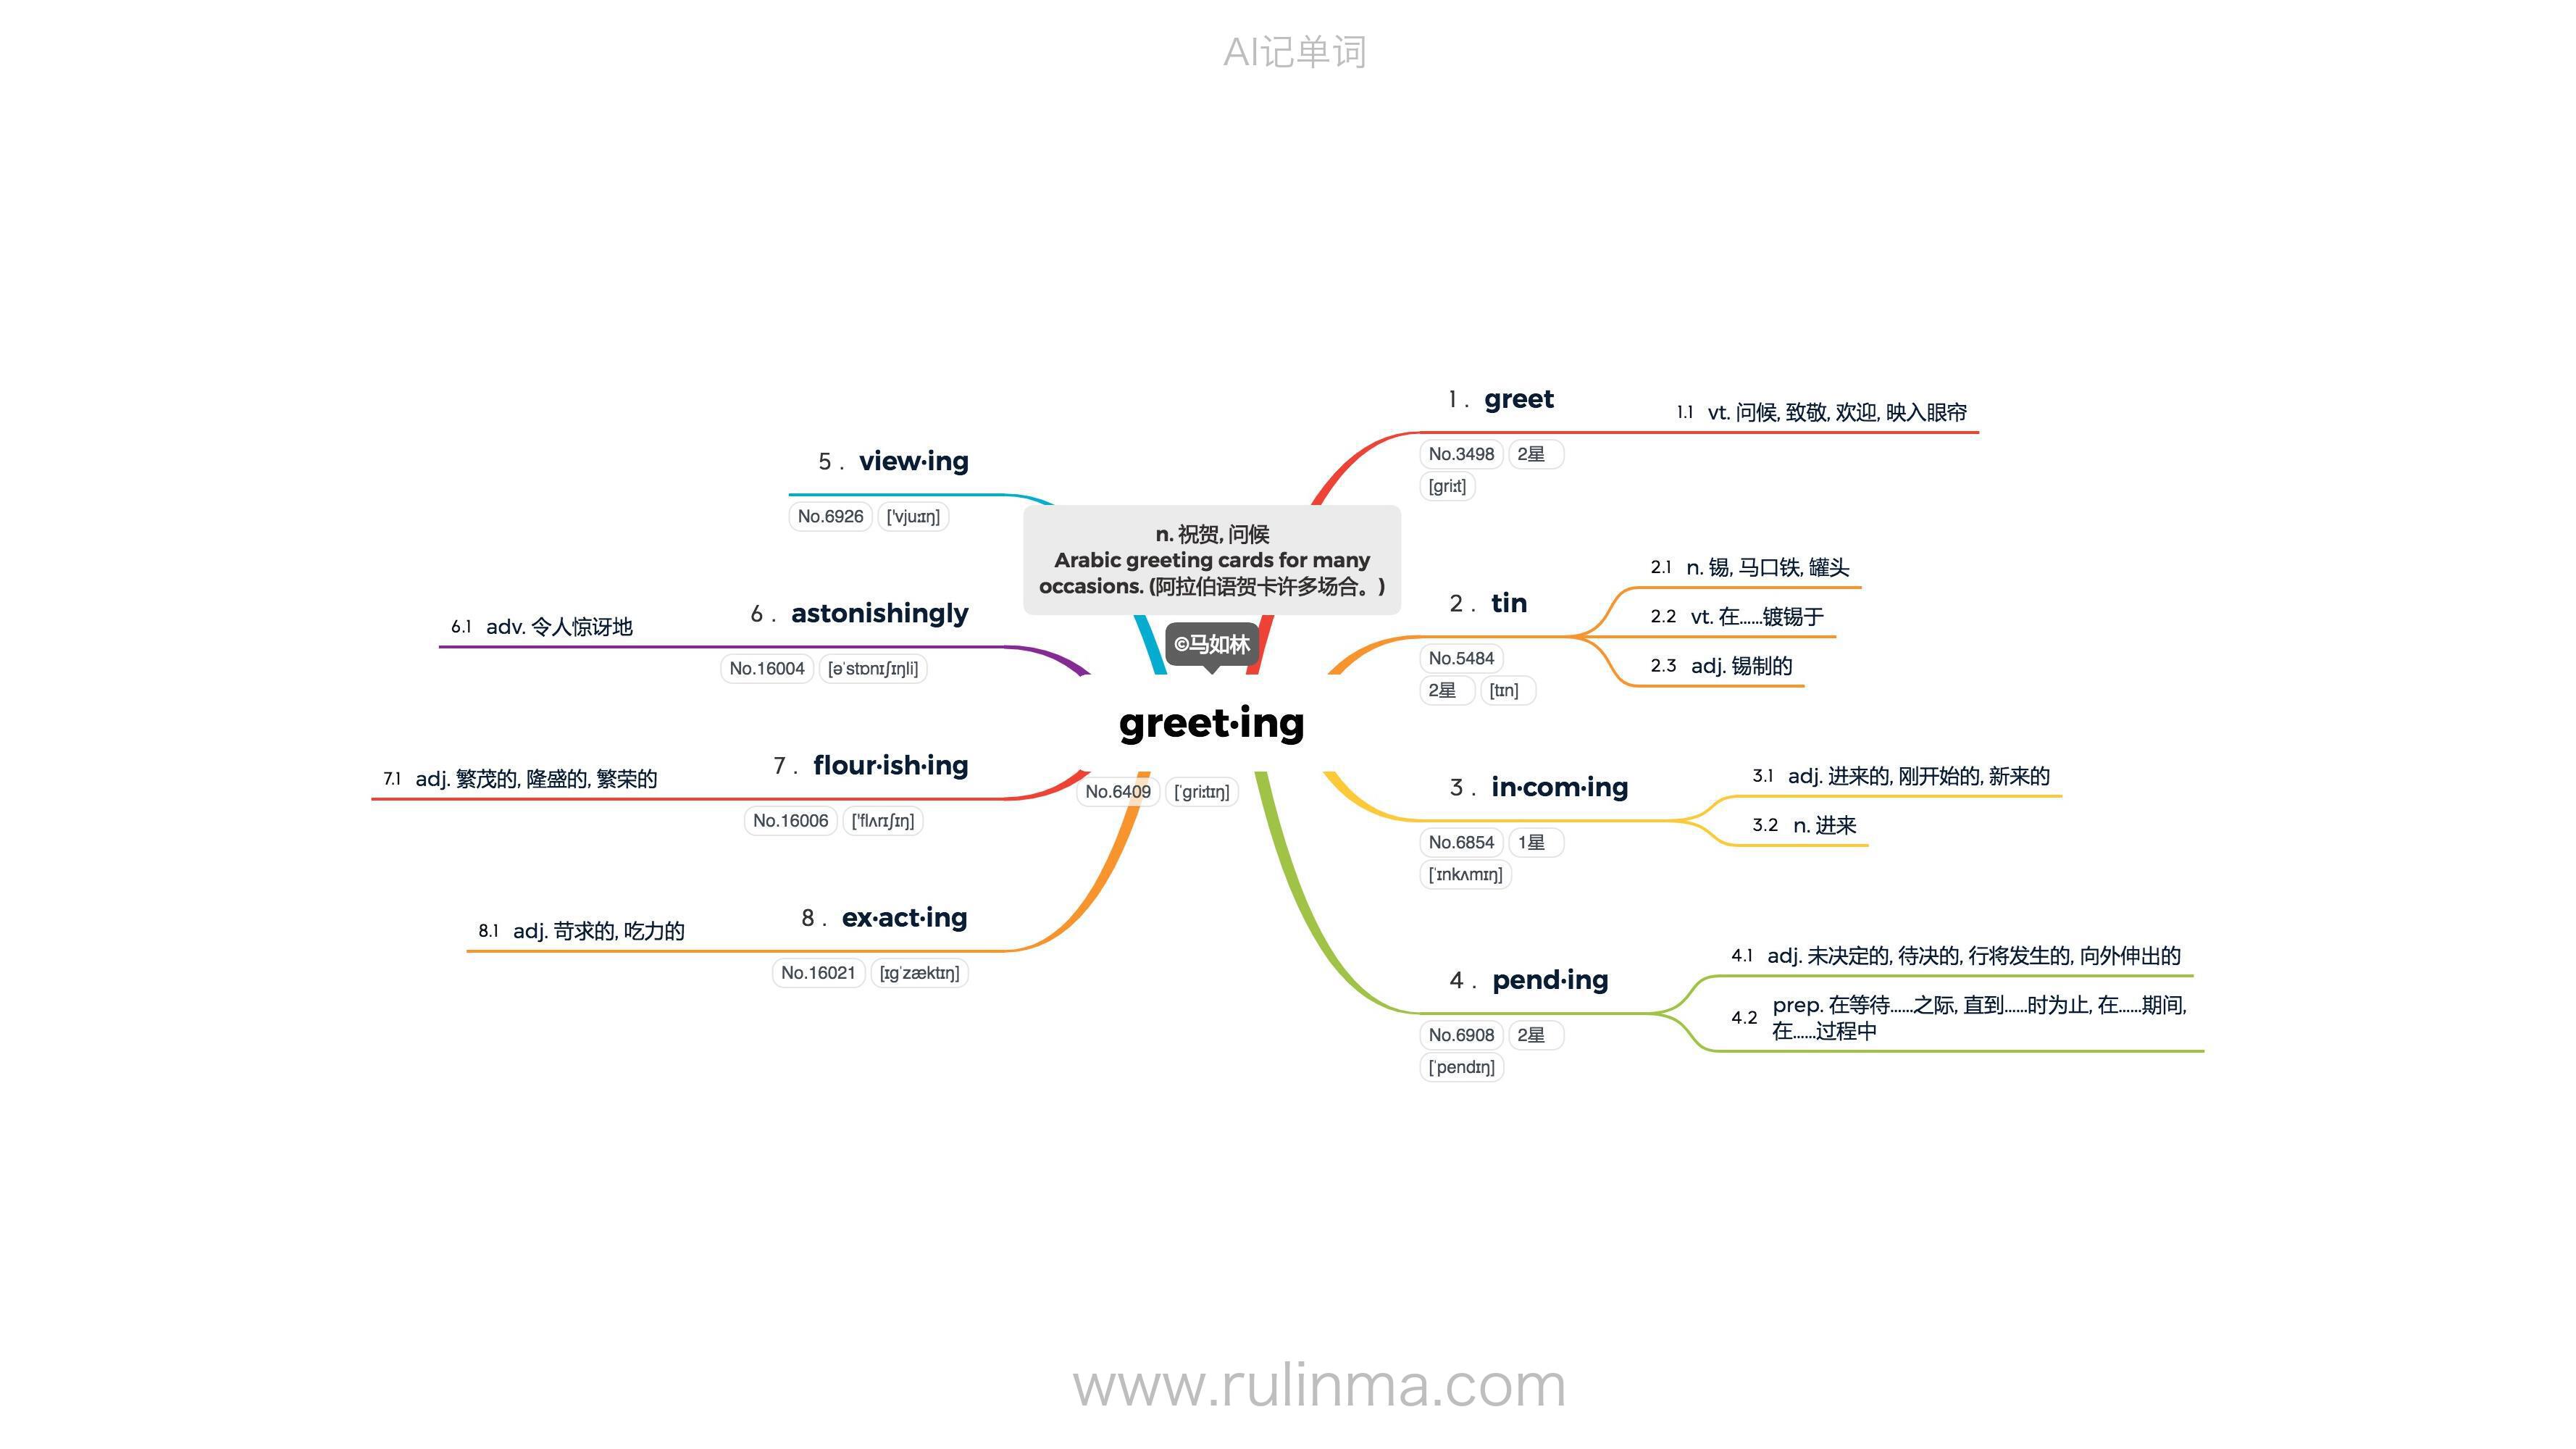 AI记单词
n. 祝贺, 问候
Arabic greeting cards for many
occasions. (阿拉伯语贺卡许多场合。)
©马如林
greet·ing
No.6409 [ˈɡriːtɪŋ]
1 . greet
No.3498 2星
[ɡriːt]
1.1 vt. 问候, 致敬, 欢迎, 映入眼帘
2 . tin
No.5484
2星 [tɪn]
2.1 n. 锡, 马口铁, 罐头
2.2 vt. 在……镀锡于
2.3 adj. 锡制的
3 . in·com·ing
No.6854 1星
[ˈɪnkʌmɪŋ]
3.1 adj. 进来的, 刚开始的, 新来的
3.2 n. 进来
4 . pend·ing
No.6908 2星
[ˈpendɪŋ]
4.1 adj. 未决定的, 待决的, 行将发生的, 向外伸出的
4.2 prep. 在等待……之际, 直到……时为止, 在……期间,
在……过程中
5 . view·ing
No.6926 ['vjuːɪŋ]
6 . astonishingly
No.16004 [əˈstɒnɪʃɪŋli]
6.1 adv. 令人惊讶地
7 . flour·ish·ing
No.16006 ['flʌrɪʃɪŋ]
7.1 adj. 繁茂的, 隆盛的, 繁荣的
8 . ex·act·ing
No.16021 [ɪɡˈzæktɪŋ]
8.1 adj. 苛求的, 吃力的
www.rulinma.com